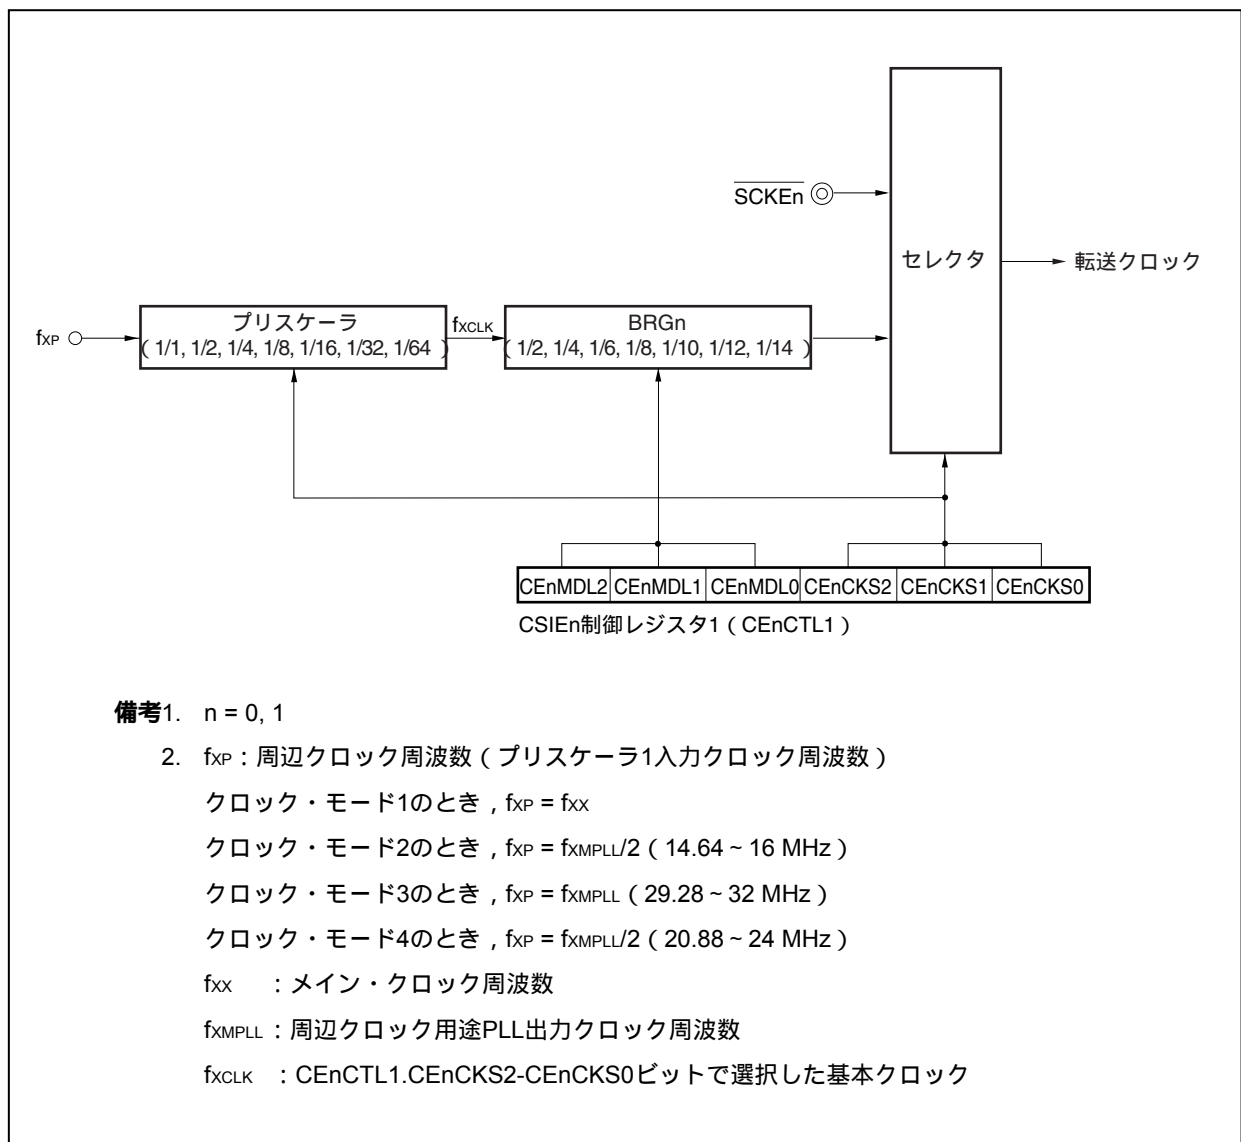 SCKEn
セレクタ
転送クロック
fXP
プリスケーラ
( 1/1, 1/2, 1/4, 1/8, 1/16, 1/32, 1/64 )
fXCLK
BRGn
( 1/2, 1/4, 1/6, 1/8, 1/10, 1/12, 1/14 )
CEnMDL2 CEnMDL1 CEnMDL0 CEnCKS2 CEnCKS1 CEnCKS0
CSIEn制御レジスタ1（CEnCTL1）
備考1. n = 0, 1
2. fXP：周辺クロック周波数（プリスケーラ1入力クロック周波数）
クロック・モード1のとき，fXP = fXX
クロック・モード2のとき，fXP = fXMPLL/2（14.64～16 MHz）
クロック・モード3のとき，fXP = fXMPLL（29.28～32 MHz）
クロック・モード4のとき，fXP = fXMPLL/2（20.88～24 MHz）
fXX ：メイン・クロック周波数
fXMPLL：周辺クロック用途PLL出力クロック周波数
fXCLK ：CEnCTL1.CEnCKS2-CEnCKS0ビットで選択した基本クロック